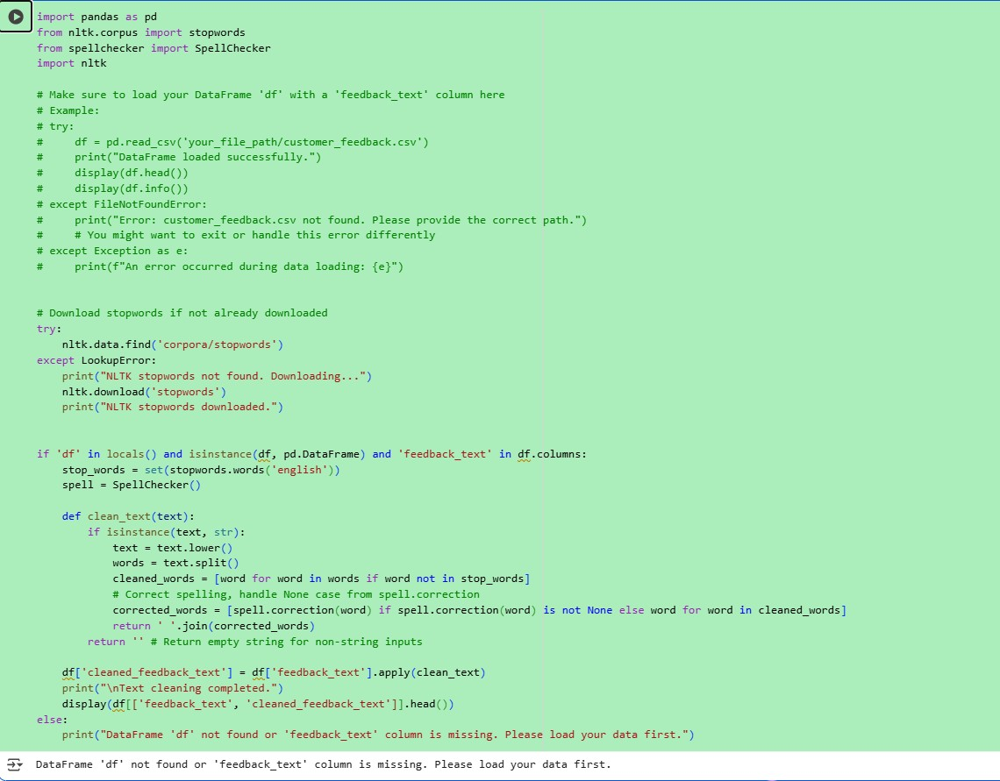 import pandas as pd
from nltk.corpus import stopwords
from spellchecker import SpellChecker
import nltk

# Make sure to load your DataFrame 'df' with a 'feedback_text' column here
# Example:
# try:
#     df = pd.read_csv('your_file_path/customer_feedback.csv')
#     print("DataFrame loaded successfully.")
#     display(df.head())
#     display(df.info())
# except FileNotFoundError:
#     print("Error: customer_feedback.csv not found. Please provide the correct path.")
#     # You might want to exit or handle this error differently
# except Exception as e:
#     print(f"An error occurred during data loading: {e}")


# Download stopwords if not already downloaded
try:
    nltk.data.find('corpora/stopwords')
except LookupError:
    print("NLTK stopwords not found. Downloading...")
    nltk.download('stopwords')
    print("NLTK stopwords downloaded.")


if 'df' in locals() and isinstance(df, pd.DataFrame) and 'feedback_text' in df.columns:
    stop_words = set(stopwords.words('english'))
    spell = SpellChecker()

    def clean_text(text):
        if isinstance(text, str):
            text = text.lower()
            words = text.split()
            cleaned_words = [word for word in words if word not in stop_words]
            # Correct spelling, handle None case from spell.correction
            corrected_words = [spell.correction(word) if spell.correction(word) is not None else word for word in cleaned_words]
            return ' '.join(corrected_words)
        return '' # Return empty string for non-string inputs

    df['cleaned_feedback_text'] = df['feedback_text'].apply(clean_text)
    print("\nText cleaning completed.")
    display(df[['feedback_text', 'cleaned_feedback_text']].head())
else:
    print("DataFrame 'df' not found or 'feedback_text' column is missing. Please load your data first.")
DataFrame 'df' not found or 'feedback_text' column is missing. Please load your data first.